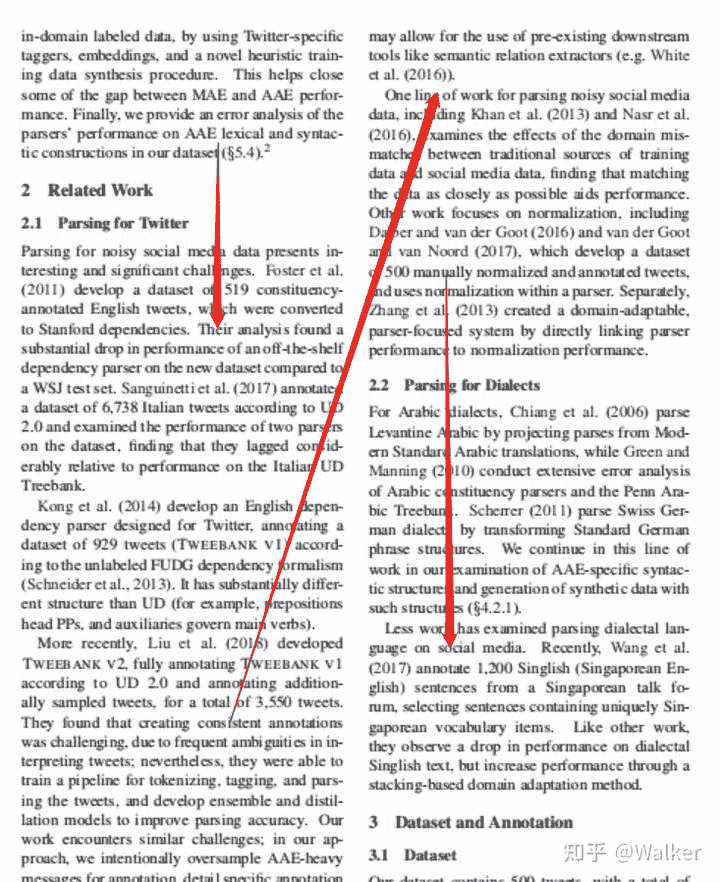 in-domain labeled data, by using Twitter-specific
taggers, embeddings, and a novel heuristic train-
ing data synthesis procedure. This helps close
some of the gap between MAE and AAE perfor-
mance. Finally, we provide an error analysis of the
parsers' performance on AAE lexical and syntac-
tic constructions in our dataset (§5.4).²
2 Related Work
2.1 Parsing for Twitter
Parsing for noisy social media data presents in-
teresting and significant challenges. Foster et al.
(2011) develop a dataset of 519 constituency-
annotated English tweets, which were converted
to Stanford dependencies. Their analysis found a
substantial drop in performance of an off-the-shelf
dependency parser on the new dataset compared to
a WSJ test set. Sanguinetti et al. (2017) annotated
a dataset of 6,738 Italian tweets according to UD
2.0 and examined the performance of two parsers
on the dataset, finding that they lagged consid-
erably relative to performance on the Italian UD
Treebank.
Kong et al. (2014) develop an English depen-
dency parser designed for Twitter, annotating a
dataset of 929 tweets (TWEEBANK V1) accord-
ing to the unlabeled FUDG dependency formalism
(Schneider et al., 2013). It has substantially differ-
ent structure than UD (for example, prepositions
head PPs, and auxiliaries govern main verbs).
More recently, Liu et al. (2018) developed
TWEEBANK V2, fully annotating TWEEBANK V1
according to UD 2.0 and annotating addition-
ally sampled tweets, for a total of 3,550 tweets.
They found that creating consistent annotations
was challenging, due to frequent ambiguities in in-
terpreting tweets; nevertheless, they were able to
train a pipeline for tokenizing, tagging, and pars-
ing the tweets, and develop ensemble and distil-
lation models to improve parsing accuracy. Our
work encounters similar challenges; in our ap-
proach, we intentionally oversample AAE-heavy
messages for annotation, detail specific annotation
may allow for the use of pre-existing downstream
tools like semantic relation extractors (e.g. White
et al. (2016)).
One line of work for parsing noisy social media
data, including Khan et al. (2013) and Nasr et al.
(2016), examines the effects of the domain mis-
matches between traditional sources of training
data and social media data, finding that matching
the data as closely as possible aids performance.
Other work focuses on normalization, including
Daiber and van der Goot (2016) and van der Goot
and van Noord (2017), which develop a dataset
of 500 manually normalized and annotated tweets,
and uses normalization within a parser. Separately,
Zhang et al. (2013) created a domain-adaptable,
parser-focused system by directly linking parser
performance to normalization performance.
2.2 Parsing for Dialects
For Arabic dialects, Chiang et al. (2006) parse
Levantine Arabic by projecting parses from Mod-
ern Standard Arabic translations, while Green and
Manning (2010) conduct extensive error analysis
of Arabic constituency parsers and the Penn Ara-
bic Treebank. Scherrer (2011) parse Swiss Ger-
man dialects by transforming Standard German
phrase structures. We continue in this line of
work in our examination of AAE-specific syntac-
tic structures and generation of synthetic data with
such structures (§4.2.1).
Less work has examined parsing dialectal lan-
guage on social media. Recently, Wang et al.
(2017) annotate 1,200 Singlish (Singaporean En-
glish) sentences from a Singaporean talk fo-
rum, selecting sentences containing uniquely Sin-
gaporean vocabulary items. Like other work,
they observe a drop in performance on dialectal
Singlish text, but increase performance through a
stacking-based domain adaptation method.
3 Dataset and Annotation
3.1 Dataset
Our dataset contains 500 tweets, with a total of
知乎 @Walker